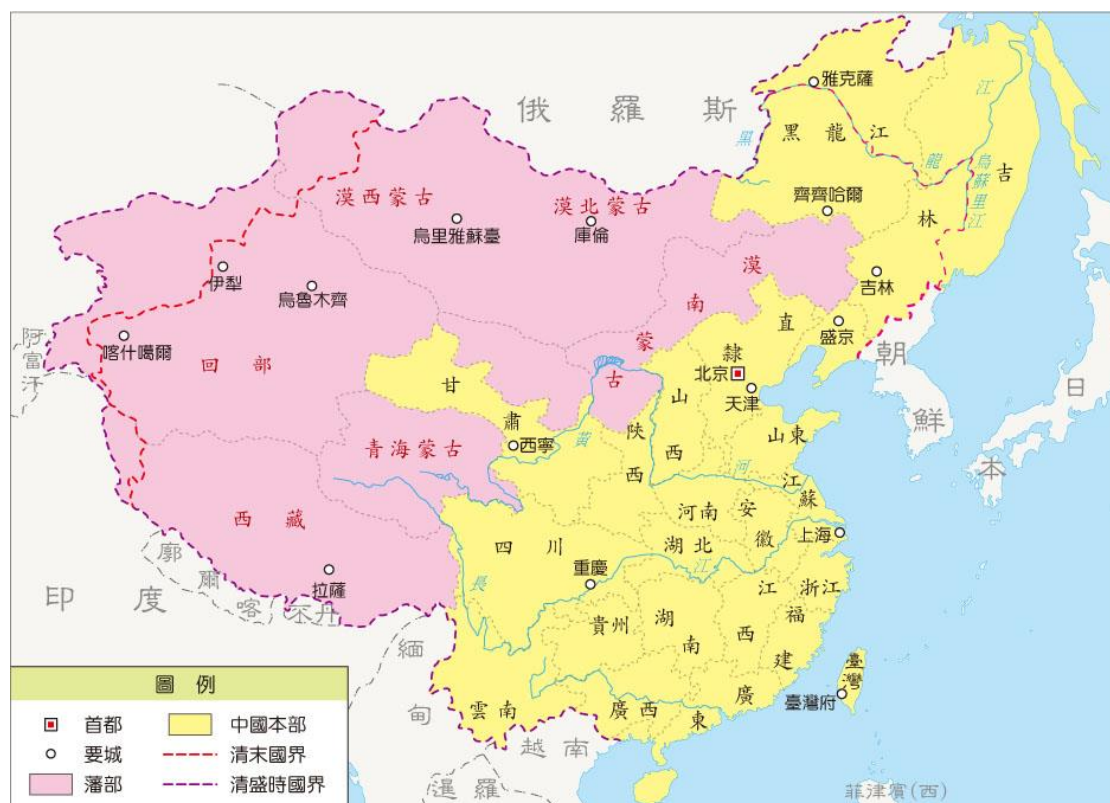 俄羅斯
雅克薩
黑龍江
黑龍江
烏蘇里江
吉林
齊齊哈爾
漠西蒙古
漠北蒙古
烏里雅蘇臺
庫倫
伊犁
烏魯木齊
漠南蒙古
吉林
直隸
盛京
阿富汗
喀什噶爾
回部
甘肅
北京
天津
朝鮮
日本
山西
陝西
山東
青海蒙古
西寧
黃河
江蘇
河南
安徽
西藏
四川
湖北
上海
拉薩
重慶
長江
江西
浙江
廓爾喀
不丹
印度
貴州
湖南
福建
緬甸
臺灣
臺灣府
雲南
廣西
廣東
越南
暹羅
菲律賓(西)
圖例
首都
中國本部
要城
清末國界
藩部
清盛時國界